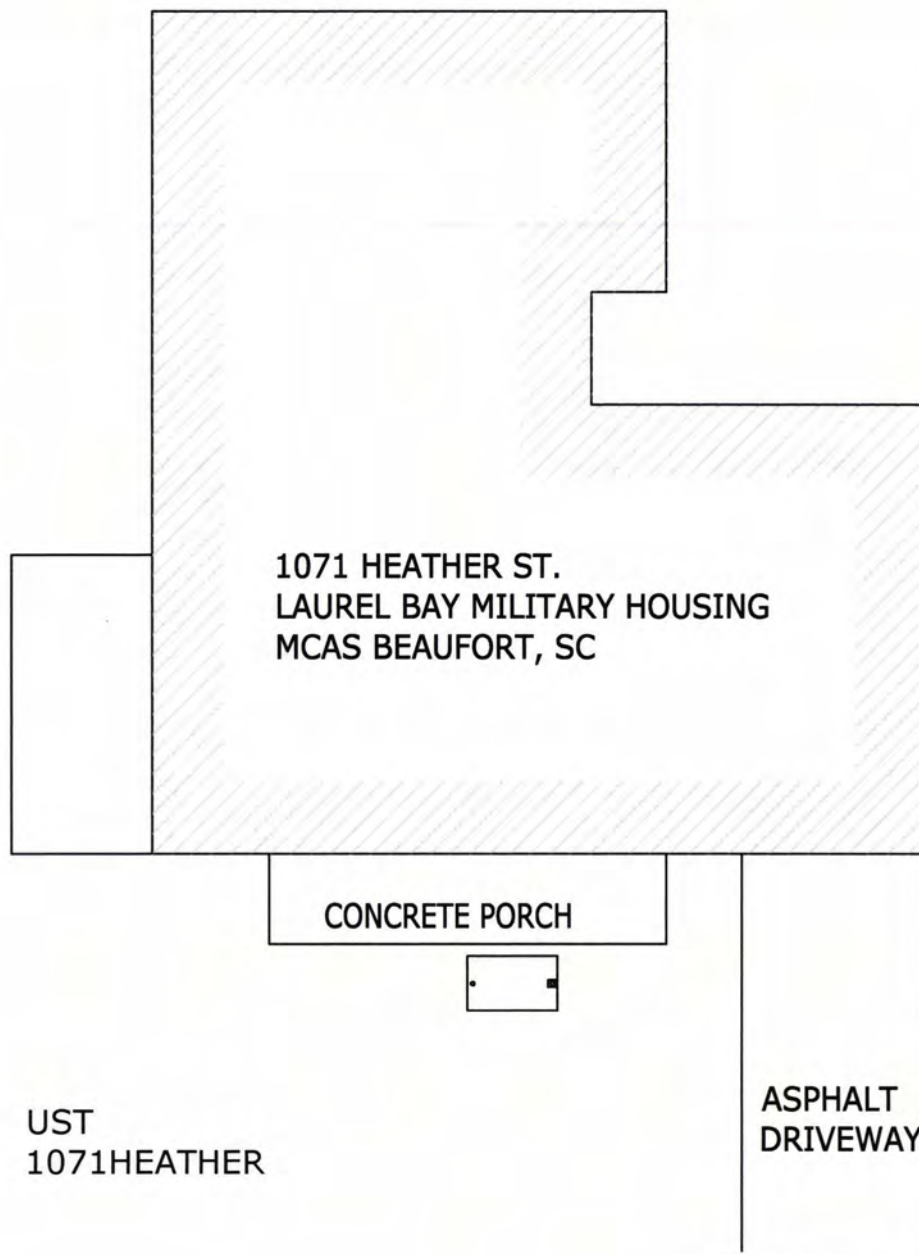 1071 HEATHER ST.
LAUREL BAY MILITARY HOUSING
MCAS BEAUFORT, SC
CONCRETE PORCH
UST
1071HEATHER
ASPHALT
DRIVEWAY